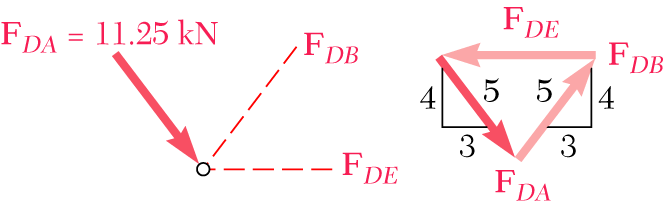 F_DA = 11.25 kN
F_DB
F_DE
F_DE
F_DB
4 5 5 4
3 3
F_DA